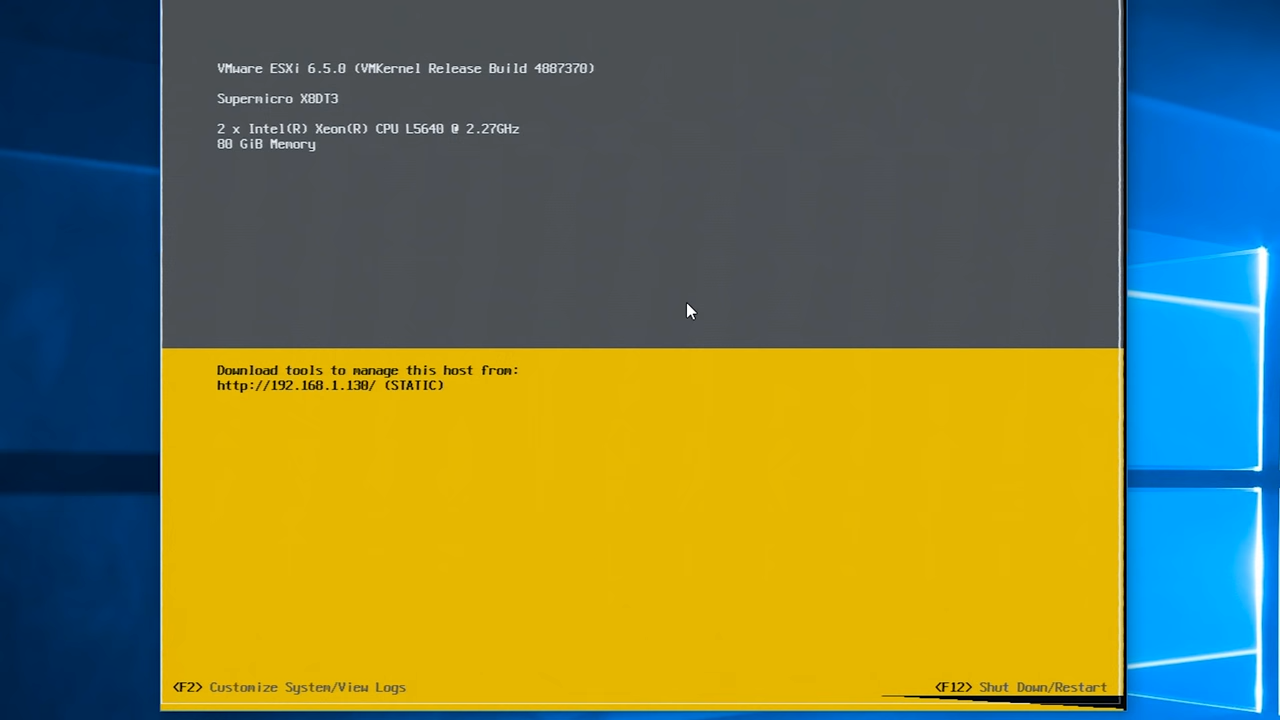 VMware ESXi 6.5.0 (VMKernel Release Build 4887370)
Supermicro X8DT3
2 x Intel(R) Xeon(R) CPU L5640 @ 2.27GHz
80 GiB Memory
Download tools to manage this host from:
http://192.168.1.130/ (STATIC)
<F2> Customize System/View Logs
<F12> Shut Down/Restart